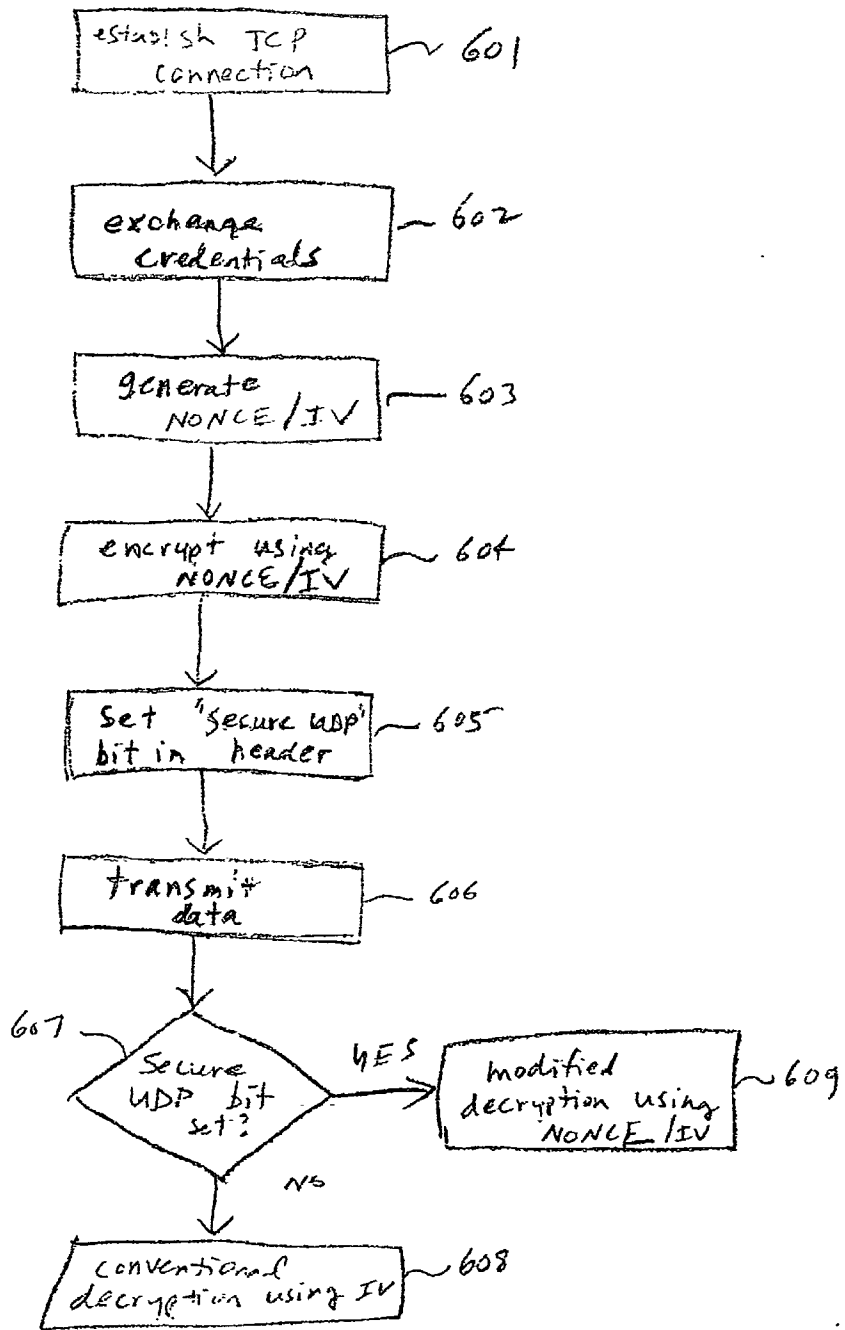 establish TCP
connection
601
exchange
credentials
602
generate
NONCE/IV
603
encrypt using
NONCE/IV
604
Set "Secure UDP"
bit in header
605
transmit
data
606
607
Secure
UDP bit
set?
YES
modified
decryption using
NONCE/IV
609
NO
conventional
decryption using IV
608